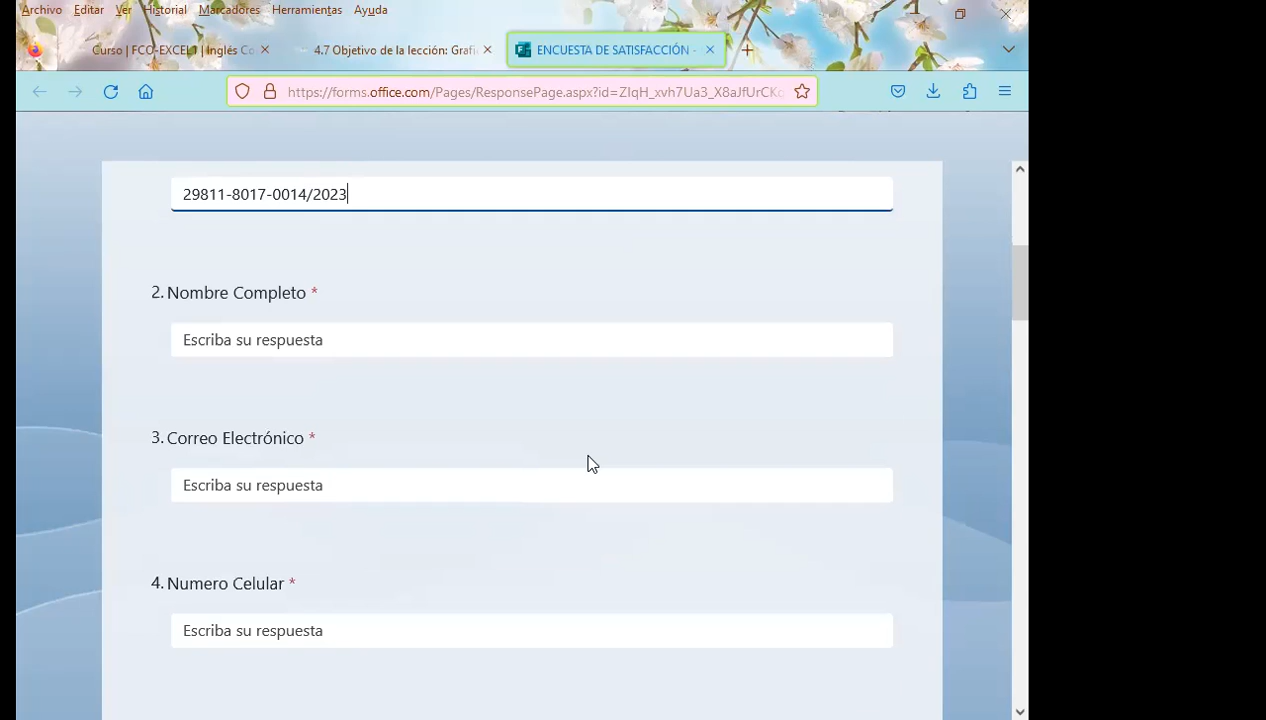 Archivo Editar Ver Historial Marcadores Herramientas Ayuda
Curso | FCO-EXCEL1 | Inglés Co
4.7 Objetivo de la lección: Grafi
ENCUESTA DE SATISFACCIÓN -
https://forms.office.com/Pages/ResponsePage.aspx?id=ZIqH_xvh7Ua3_X8aJfUrCKo
29811-8017-0014/2023
2. Nombre Completo *
Escriba su respuesta
3. Correo Electrónico *
Escriba su respuesta
4. Numero Celular *
Escriba su respuesta